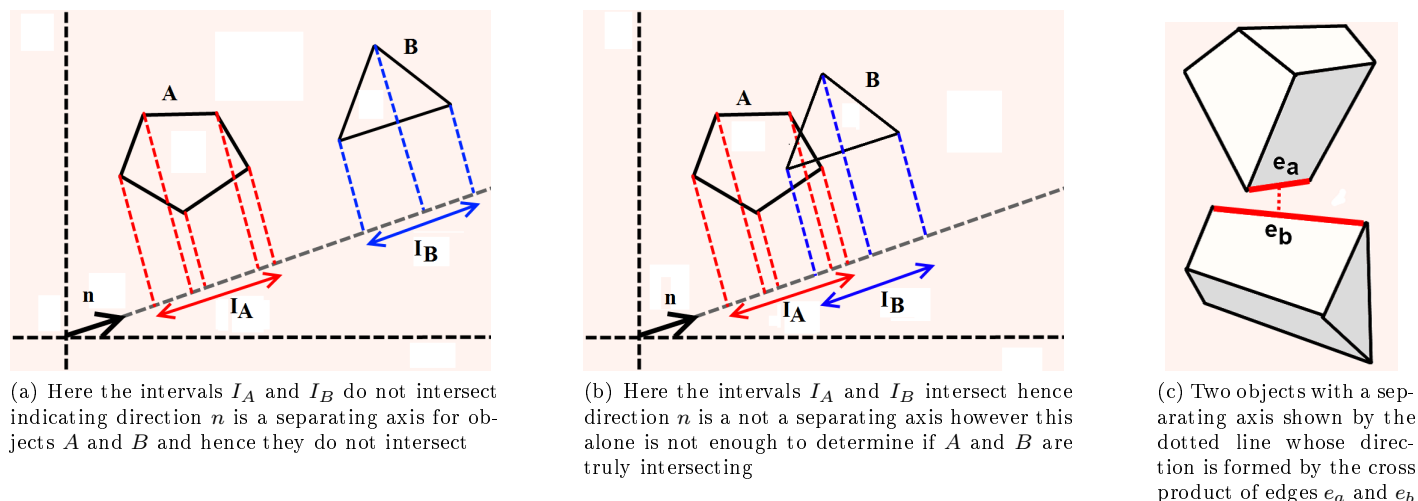 A
B
n
I_A
I_B
(a) Here the intervals I_A and I_B do not intersect
indicating direction n is a separating axis for ob-
jects A and B and hence they do not intersect
A
B
n
I_A
I_B
(b) Here the intervals I_A and I_B intersect hence
direction n is a not a separating axis however this
alone is not enough to determine if A and B are
truly intersecting
e_a
e_b
(c) Two objects with a sep-
arating axis shown by the
dotted line whose direc-
tion is formed by the cross
product of edges e_a and e_b